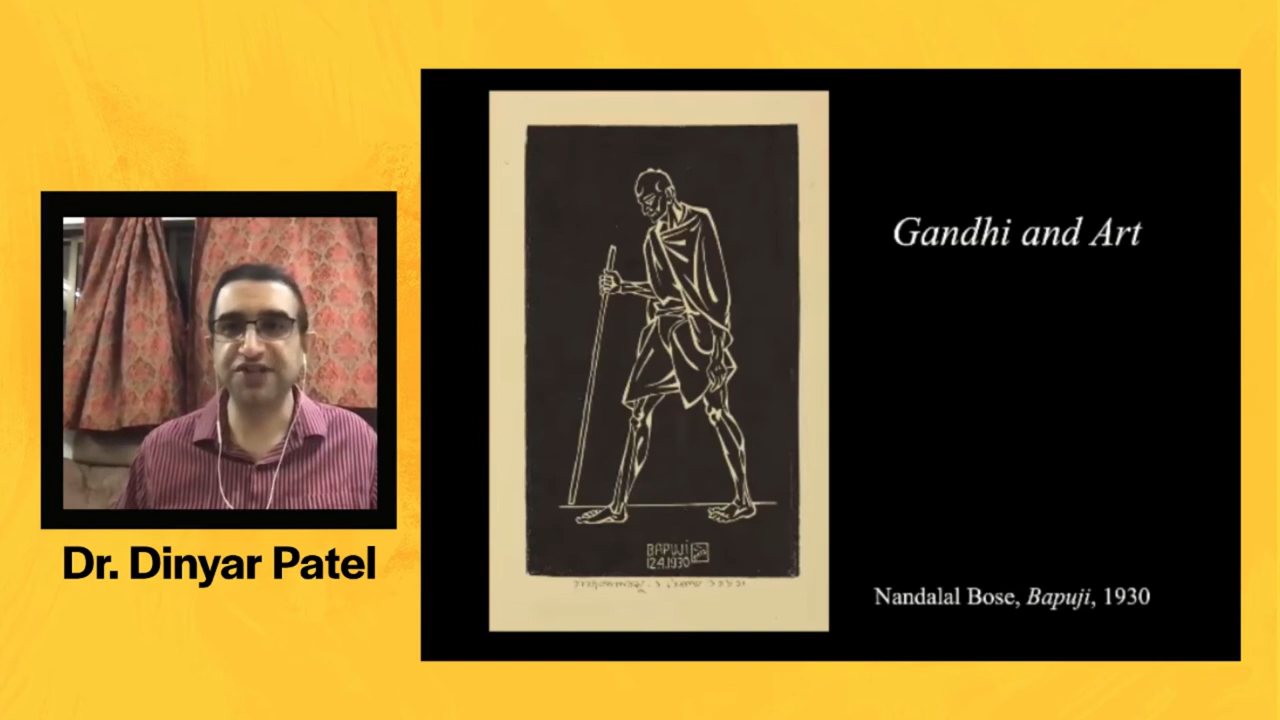 Gandhi and Art
BAPUJI
12.4.1930
Nandalal Bose, Bapuji, 1930
Dr. Dinyar Patel